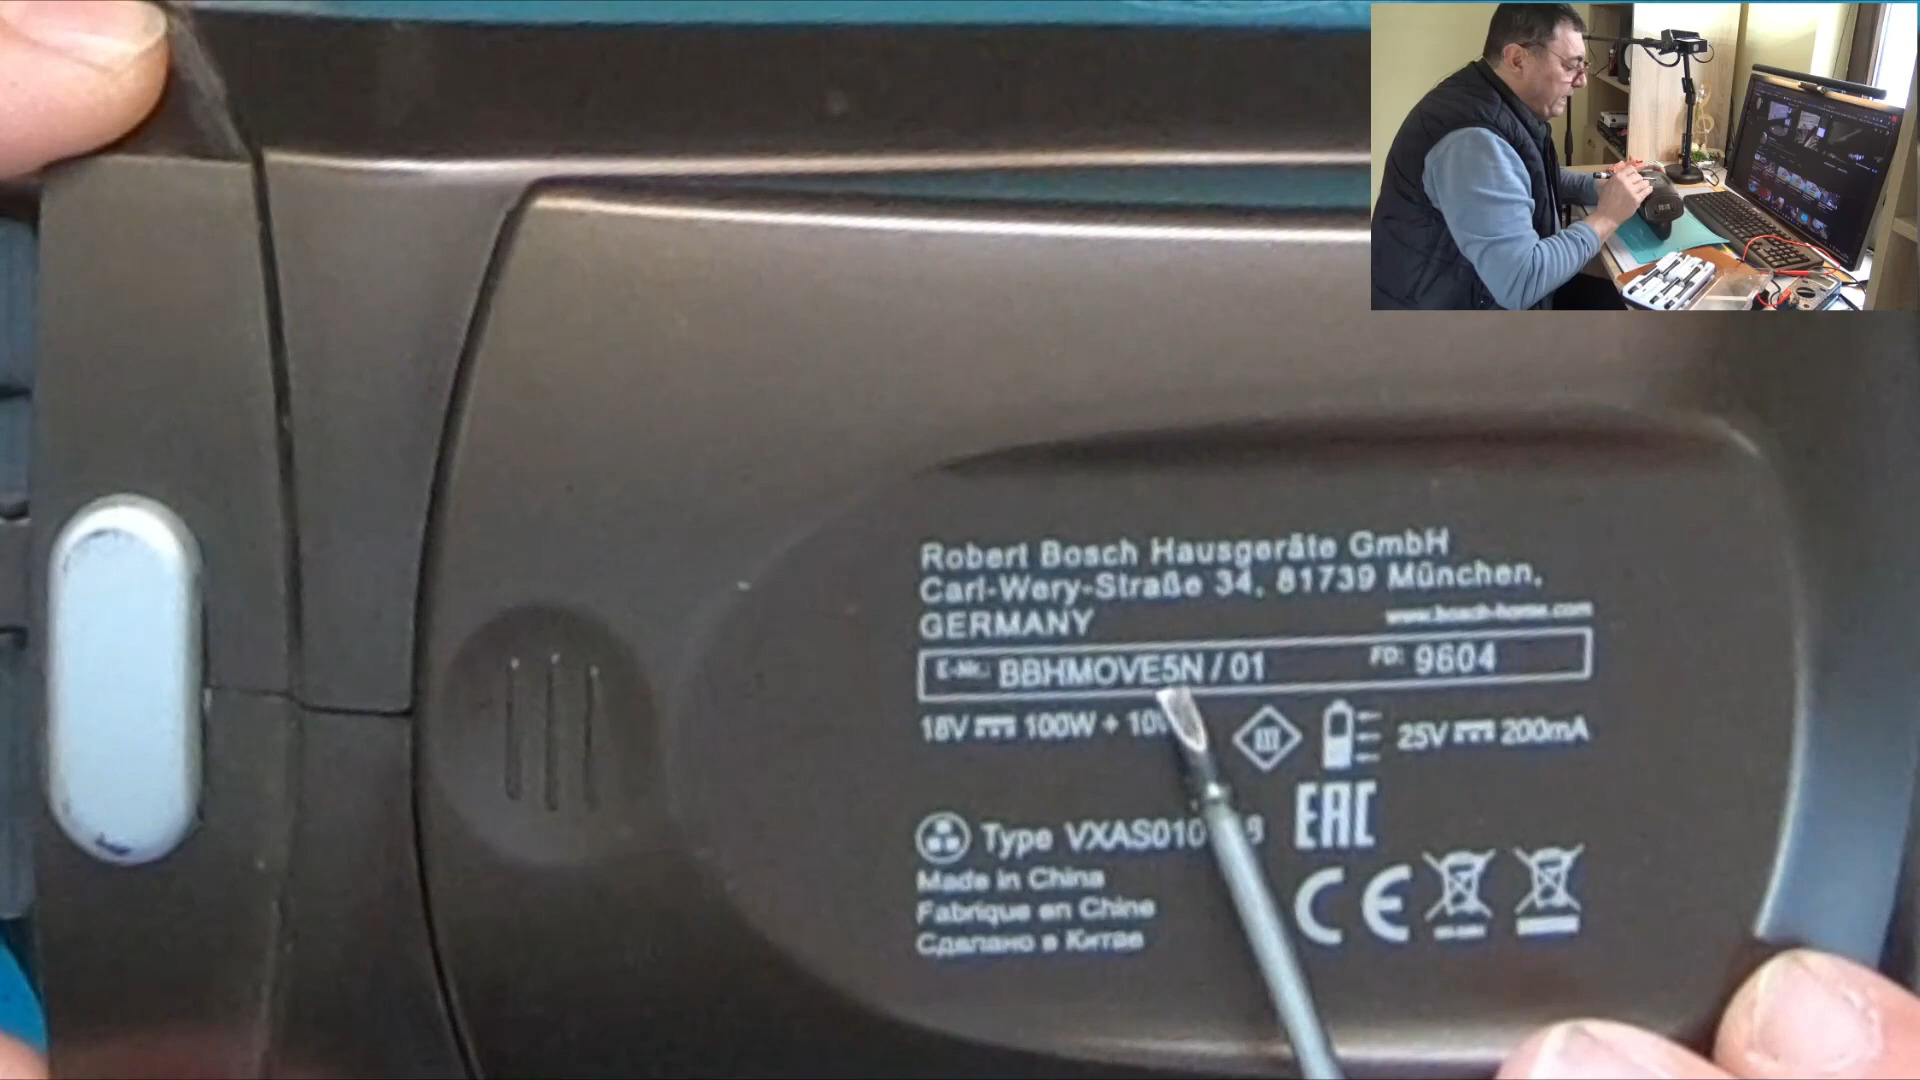 Robert Bosch Hausgeräte GmbH
Carl-Wery-Straße 34, 81739 München,
GERMANY
www.bosch-home.com
E-Nr.: BBHMOVE5N / 01 FD: 9604
18V 100W + 25V 200mA
Type
EAC
Made in China
Fabriqué en Chine
Сделано в Китае
CE